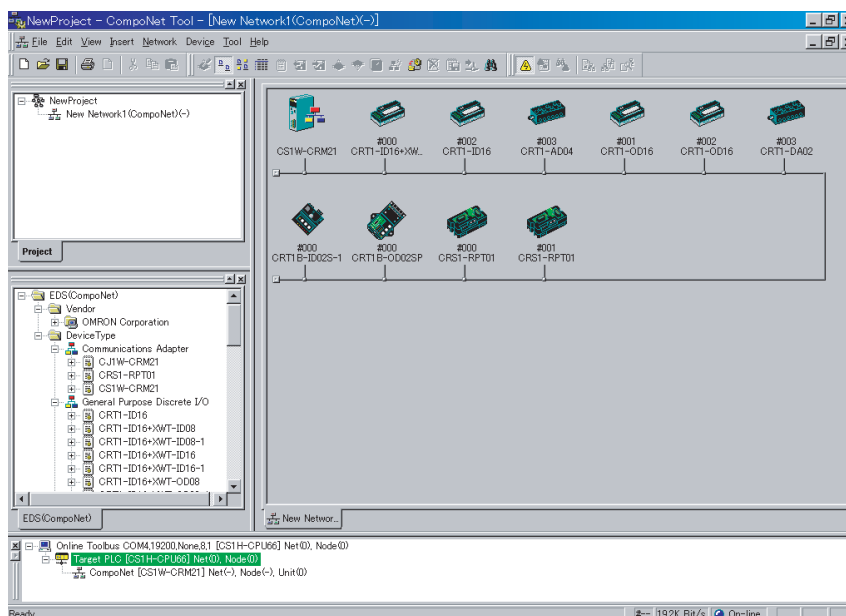 NewProject - CompoNet Tool - [New Network1(CompoNet)(-)]
File Edit View Insert Network Device Tool Help
NewProject
New Network1(CompoNet)(-)
Project
EDS(CompoNet)
Vendor
OMRON Corporation
DeviceType
Communications Adapter
CJ1W-CRM21
CRS1-RPT01
CS1W-CRM21
General Purpose Discrete I/O
CRT1-ID16
CRT1-ID16+XWT-ID08
CRT1-ID16+XWT-ID08-1
CRT1-ID16+XWT-ID16
CRT1-ID16+XWT-ID16-1
CRT1-ID16+XWT-OD08
EDS(CompoNet)
#000 #002 #003 #001 #002 #003
CS1W-CRM21 CRT1-ID16+XW... CRT1-ID16 CRT1-AD04 CRT1-OD16 CRT1-OD16 CRT1-DA02
#000 #000 #000 #001
CRT1B-ID02S-1 CRT1B-OD02SP CRS1-RPT01 CRS1-RPT01
New Networ...
Online Toolbus COM4,19200,None,8,1 [CS1H-CPU66] Net(0), Node(0)
Target PLC [CS1H-CPU66] Net(0), Node(0)
CompoNet [CS1W-CRM21] Net(-), Node(-), Unit(0)
Ready
#-- 19.2K Bit/s On-line